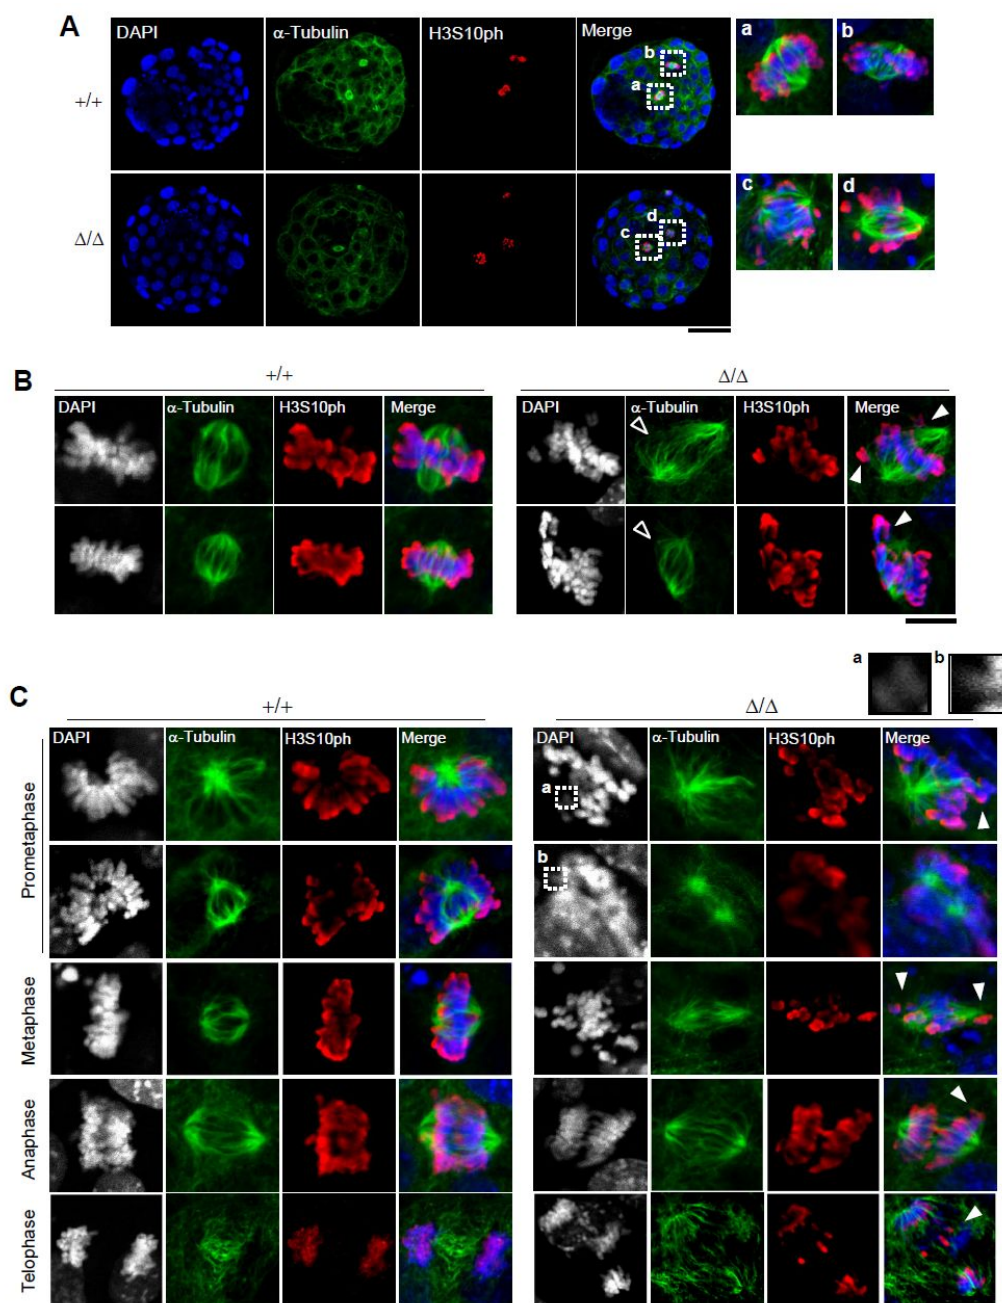 A
DAPI
α-Tubulin
H3S10ph
Merge
a
b
+/+
b
a
Δ/Δ
d
c
c
d
B
+/+
Δ/Δ
DAPI
α-Tubulin
H3S10ph
Merge
DAPI
α-Tubulin
H3S10ph
Merge
a
b
C
+/+
Δ/Δ
DAPI
α-Tubulin
H3S10ph
Merge
DAPI
α-Tubulin
H3S10ph
Merge
Prometaphase
a
b
Metaphase
Anaphase
Telophase